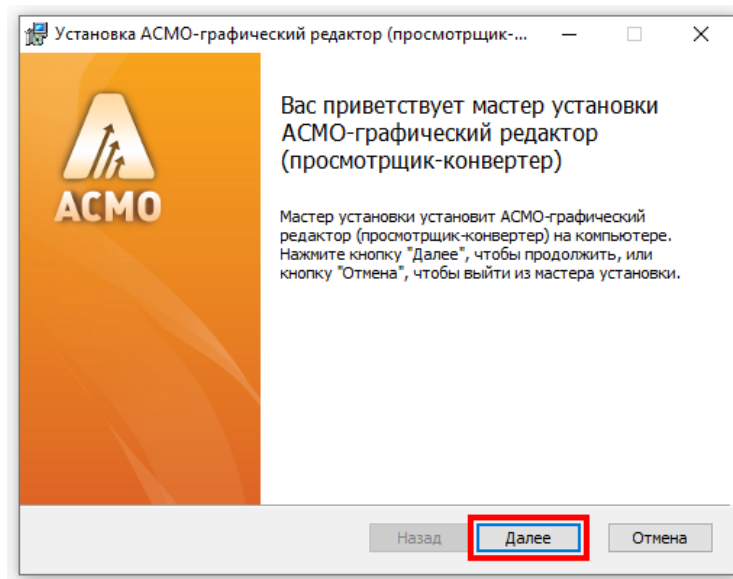 Установка АСМО-графический редактор (просмотрщик-...
АСМО
Вас приветствует мастер установки
АСМО-графический редактор
(просмотрщик-конвертер)
Мастер установки установит АСМО-графический
редактор (просмотрщик-конвертер) на компьютере.
Нажмите кнопку "Далее", чтобы продолжить, или
кнопку "Отмена", чтобы выйти из мастера установки.
Назад Далее Отмена